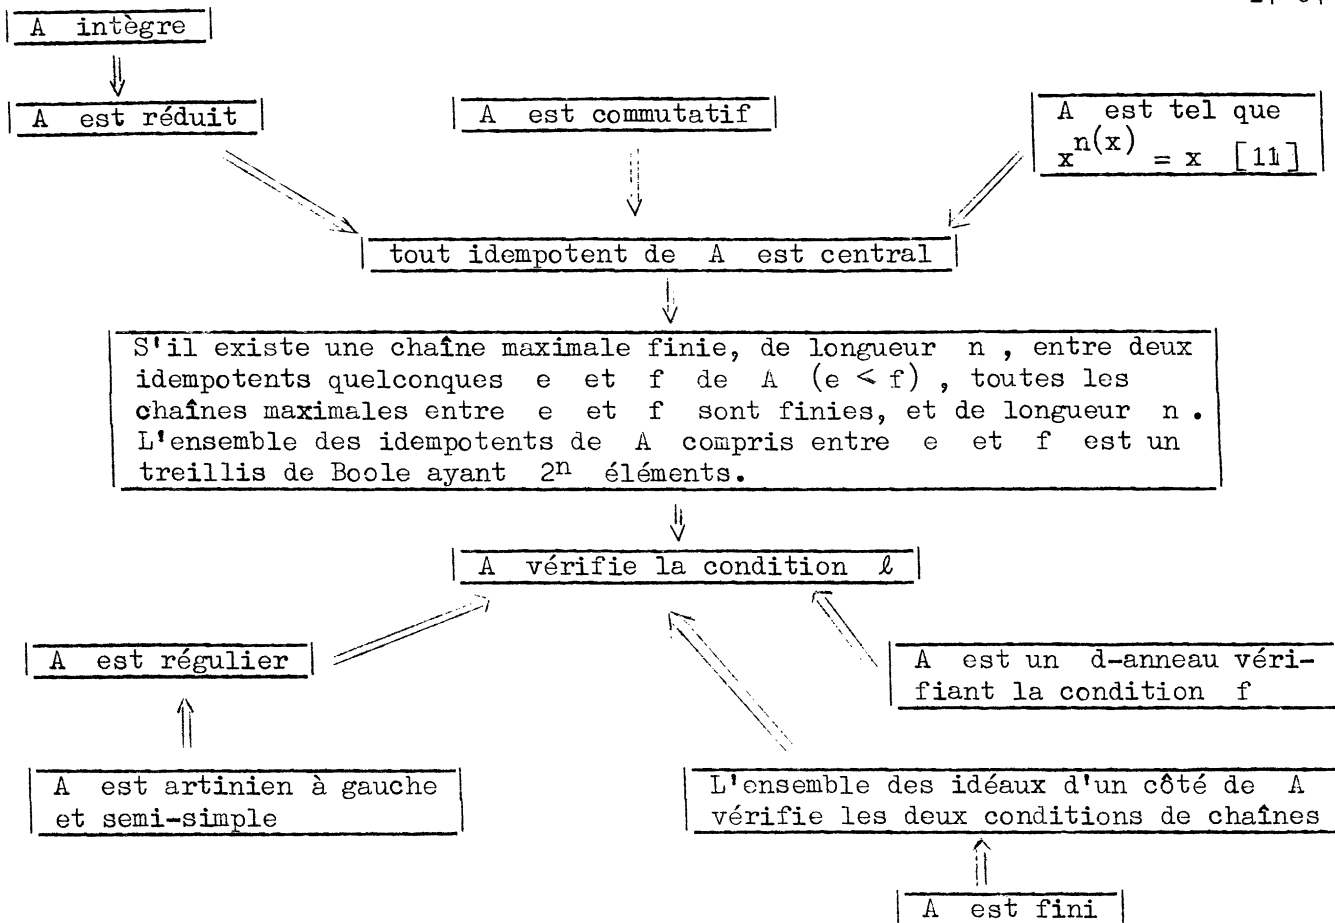 A intègre
A est réduit
A est commutatif
A est tel que
x^n(x) = x [11]
tout idempotent de A est central
S'il existe une chaîne maximale finie, de longueur n , entre deux
idempotents quelconques e et f de A (e < f) , toutes les
chaînes maximales entre e et f sont finies, et de longueur n .
L'ensemble des idempotents de A compris entre e et f est un
treillis de Boole ayant 2^n éléments.
A vérifie la condition ℓ
A est régulier
A est un d-anneau véri-
fiant la condition f
A est artinien à gauche
et semi-simple
L'ensemble des idéaux d'un côté de A
vérifie les deux conditions de chaînes
A est fini